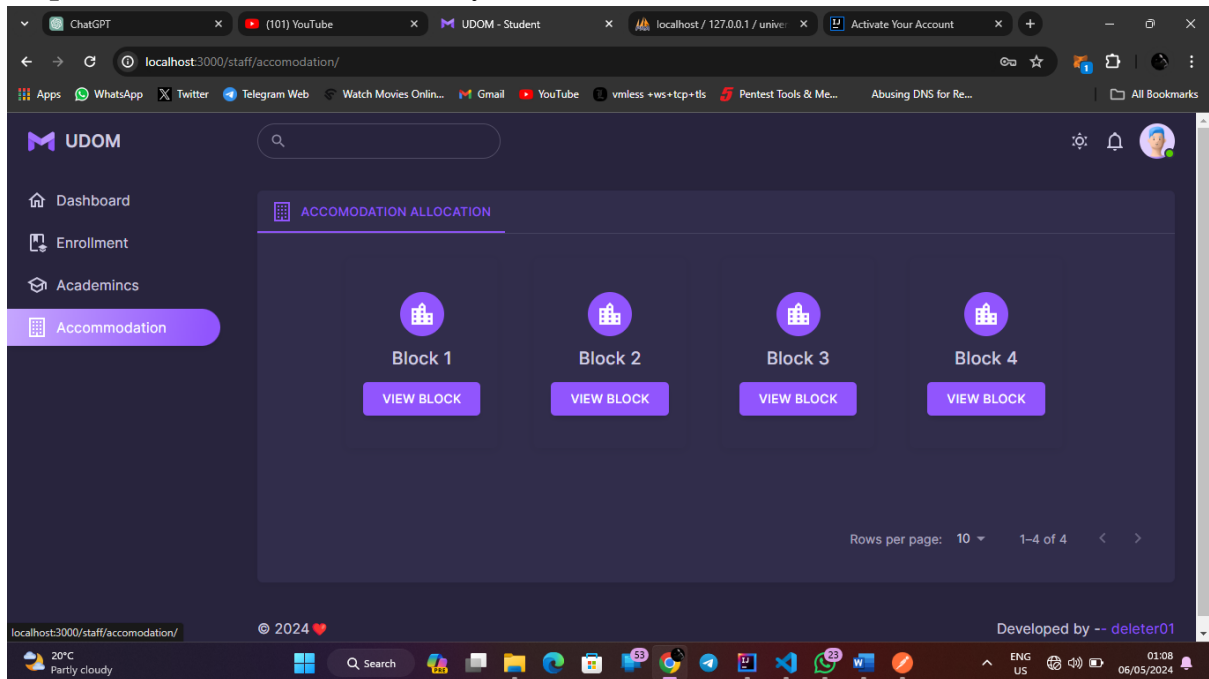 ChatGPT
(101) YouTube
UDOM - Student
localhost / 127.0.0.1 / univer
Activate Your Account
localhost:3000/staff/accomodation/
Apps
WhatsApp
Twitter
Telegram Web
Watch Movies Onlin...
Gmail
YouTube
vmless +ws+tcp+tls
Pentest Tools & Me...
Abusing DNS for Re...
All Bookmarks
UDOM
Dashboard
Enrollment
Academincs
Accommodation
ACCOMODATION ALLOCATION
Block 1
VIEW BLOCK
Block 2
VIEW BLOCK
Block 3
VIEW BLOCK
Block 4
VIEW BLOCK
Rows per page: 10
1–4 of 4
© 2024
Developed by -- deleter01
localhost:3000/staff/accomodation/
20°C
Partly cloudy
Search
PRE
53
23
ENG
US
01:08
06/05/2024